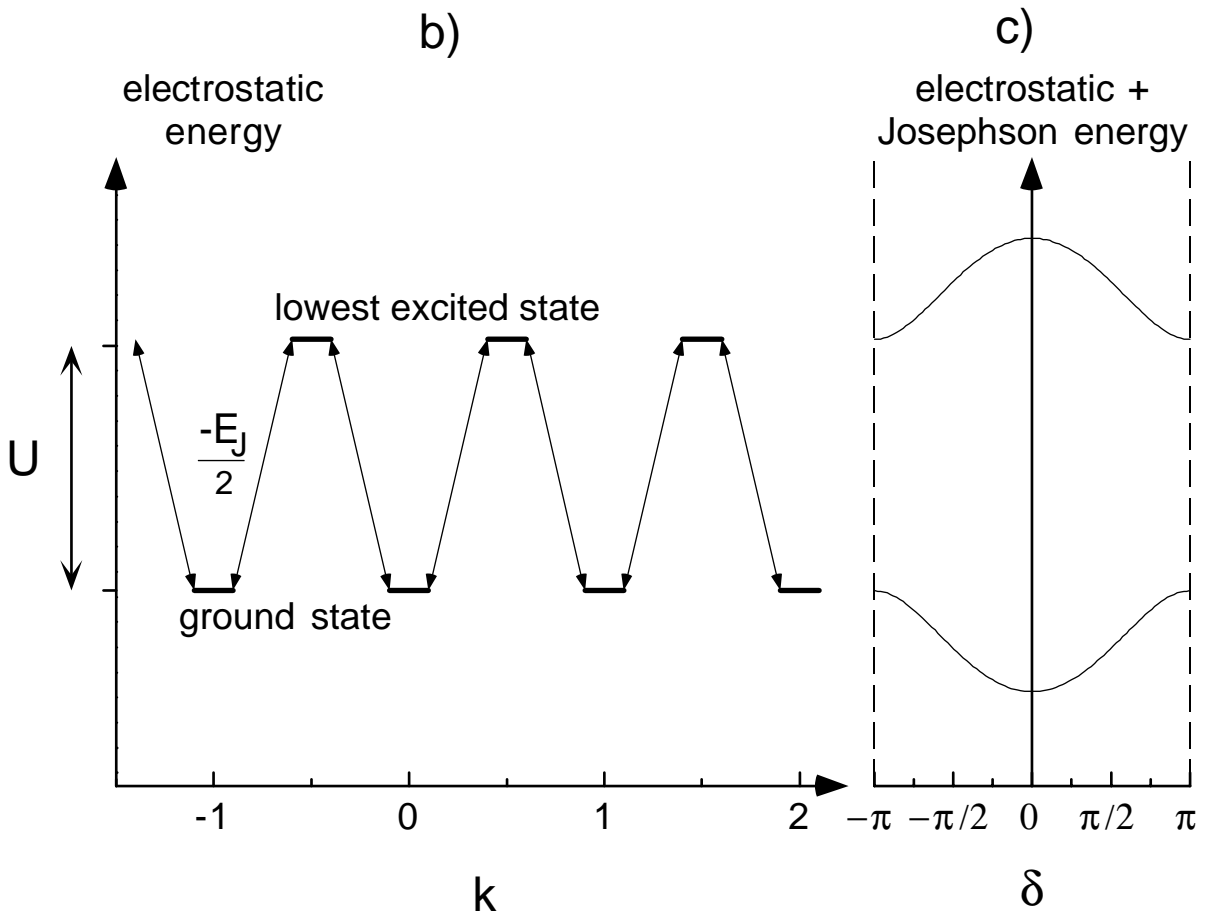 b)
electrostatic
energy
lowest excited state
-E_J
2
U
ground state
-1 0 1 2
k
c)
electrostatic +
Josephson energy
−π −π/2 0 π/2 π
δ